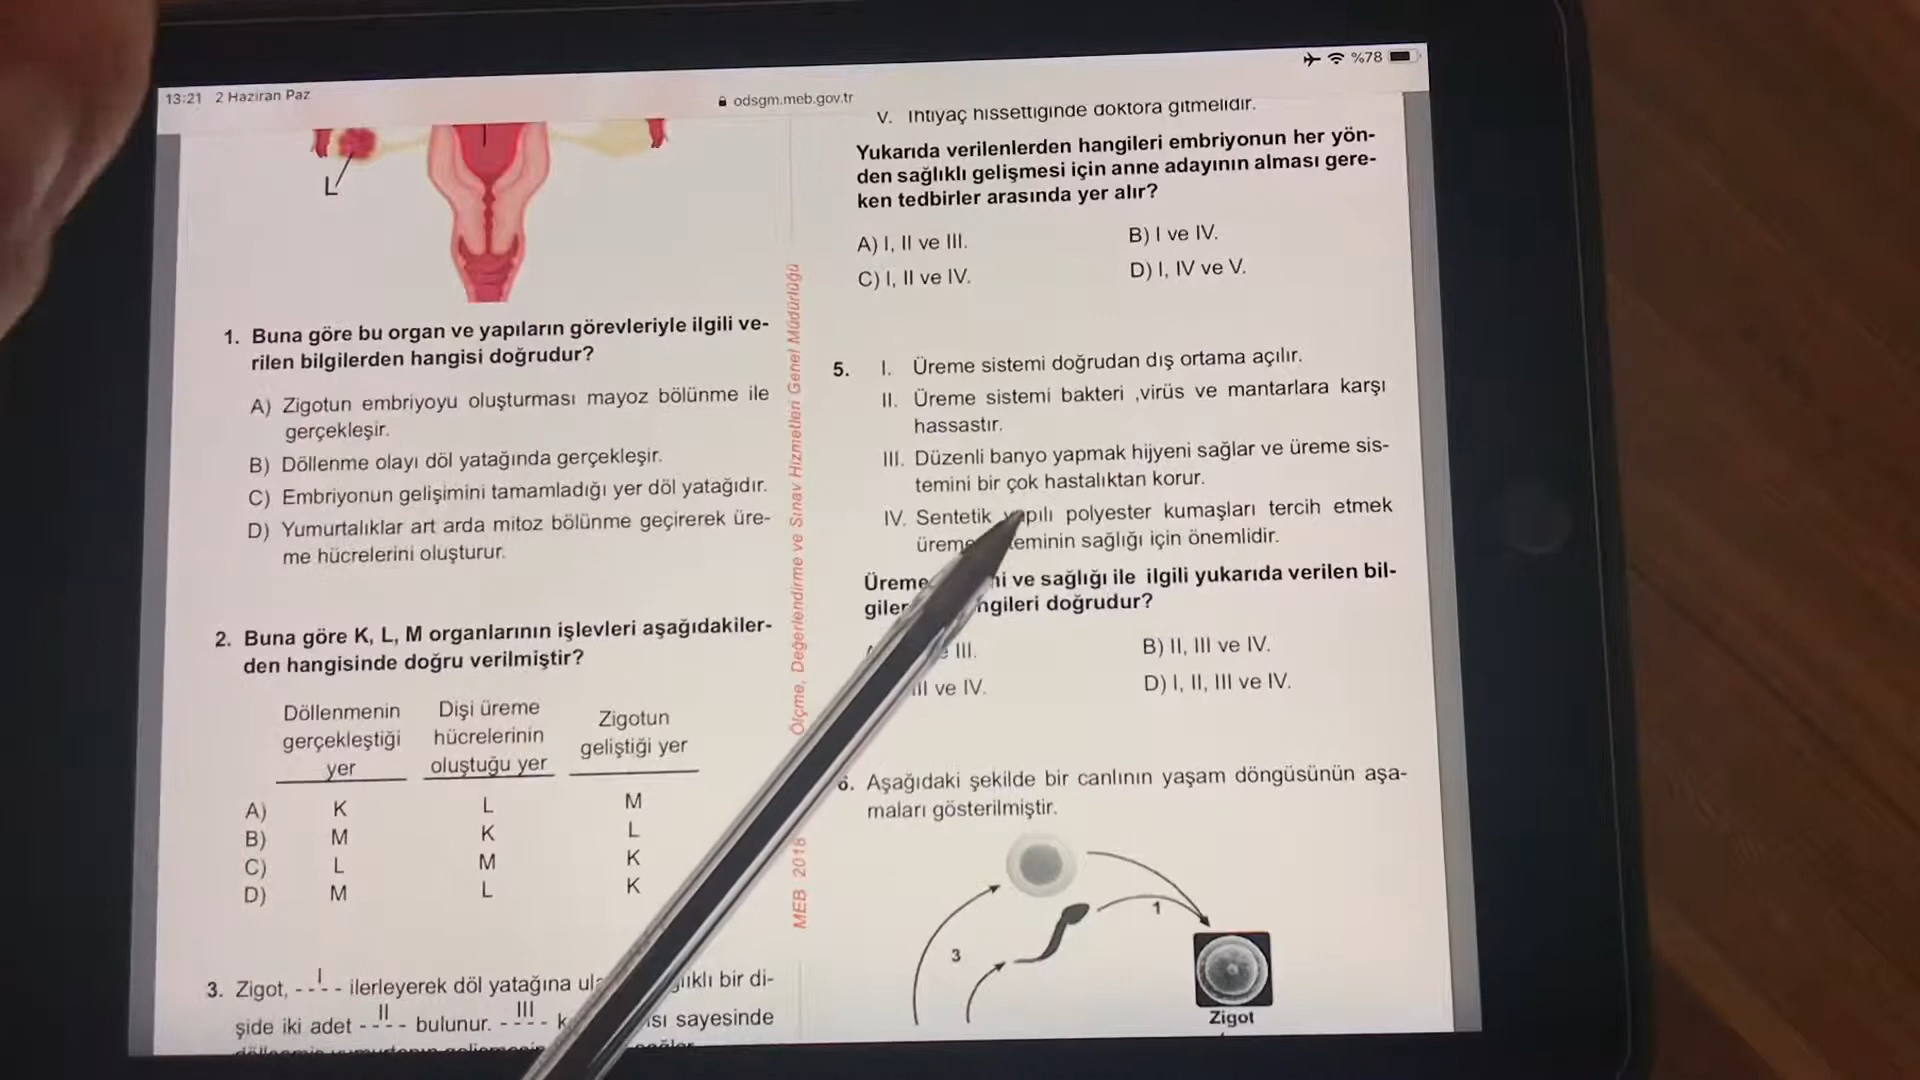 13:21 2 Haziran Paz
odsgm.meb.gov.tr
%78
L
1. Buna göre bu organ ve yapıların görevleriyle ilgili ve-
rilen bilgilerden hangisi doğrudur?
A) Zigotun embriyoyu oluşturması mayoz bölünme ile
gerçekleşir.
B) Döllenme olayı döl yatağında gerçekleşir.
C) Embriyonun gelişimini tamamladığı yer döl yatağıdır.
D) Yumurtalıklar art arda mitoz bölünme geçirerek üre-
me hücrelerini oluşturur.
2. Buna göre K, L, M organlarının işlevleri aşağıdakiler-
den hangisinde doğru verilmiştir?
Döllenmenin
gerçekleştiği
yer
Dişi üreme
hücrelerinin
oluştuğu yer
Zigotun
geliştiği yer
A) K L M
B) M K L
C) L M K
D) M L K
3. Zigot, - -I- - ilerleyerek döl yatağına bir di-
şide iki adet - -II- - bulunur. - -III- - sayesinde
MEB 2018 Ölçme, Değerlendirme ve Sınav Hizmetleri Genel Müdürlüğü
V. İhtiyaç hissettiğinde doktora gitmelidir.
Yukarıda verilenlerden hangileri embriyonun her yön-
den sağlıklı gelişmesi için anne adayının alması gere-
ken tedbirler arasında yer alır?
A) I, II ve III.
B) I ve IV.
C) I, II ve IV.
D) I, IV ve V.
5. I. Üreme sistemi doğrudan dış ortama açılır.
II. Üreme sistemi bakteri ,virüs ve mantarlara karşı
hassastır.
III. Düzenli banyo yapmak hijyeni sağlar ve üreme sis-
temini bir çok hastalıktan korur.
IV. Sentetik yapılı polyester kumaşları tercih etmek
üreme sağlığı için önemlidir.
Üreme ve sağlığı ile ilgili yukarıda verilen bil-
doğrudur?
III.
B) II, III ve IV.
III ve IV.
D) I, II, III ve IV.
6. Aşağıdaki şekilde bir canlının yaşam döngüsünün aşa-
maları gösterilmiştir.
1
3
Zigot